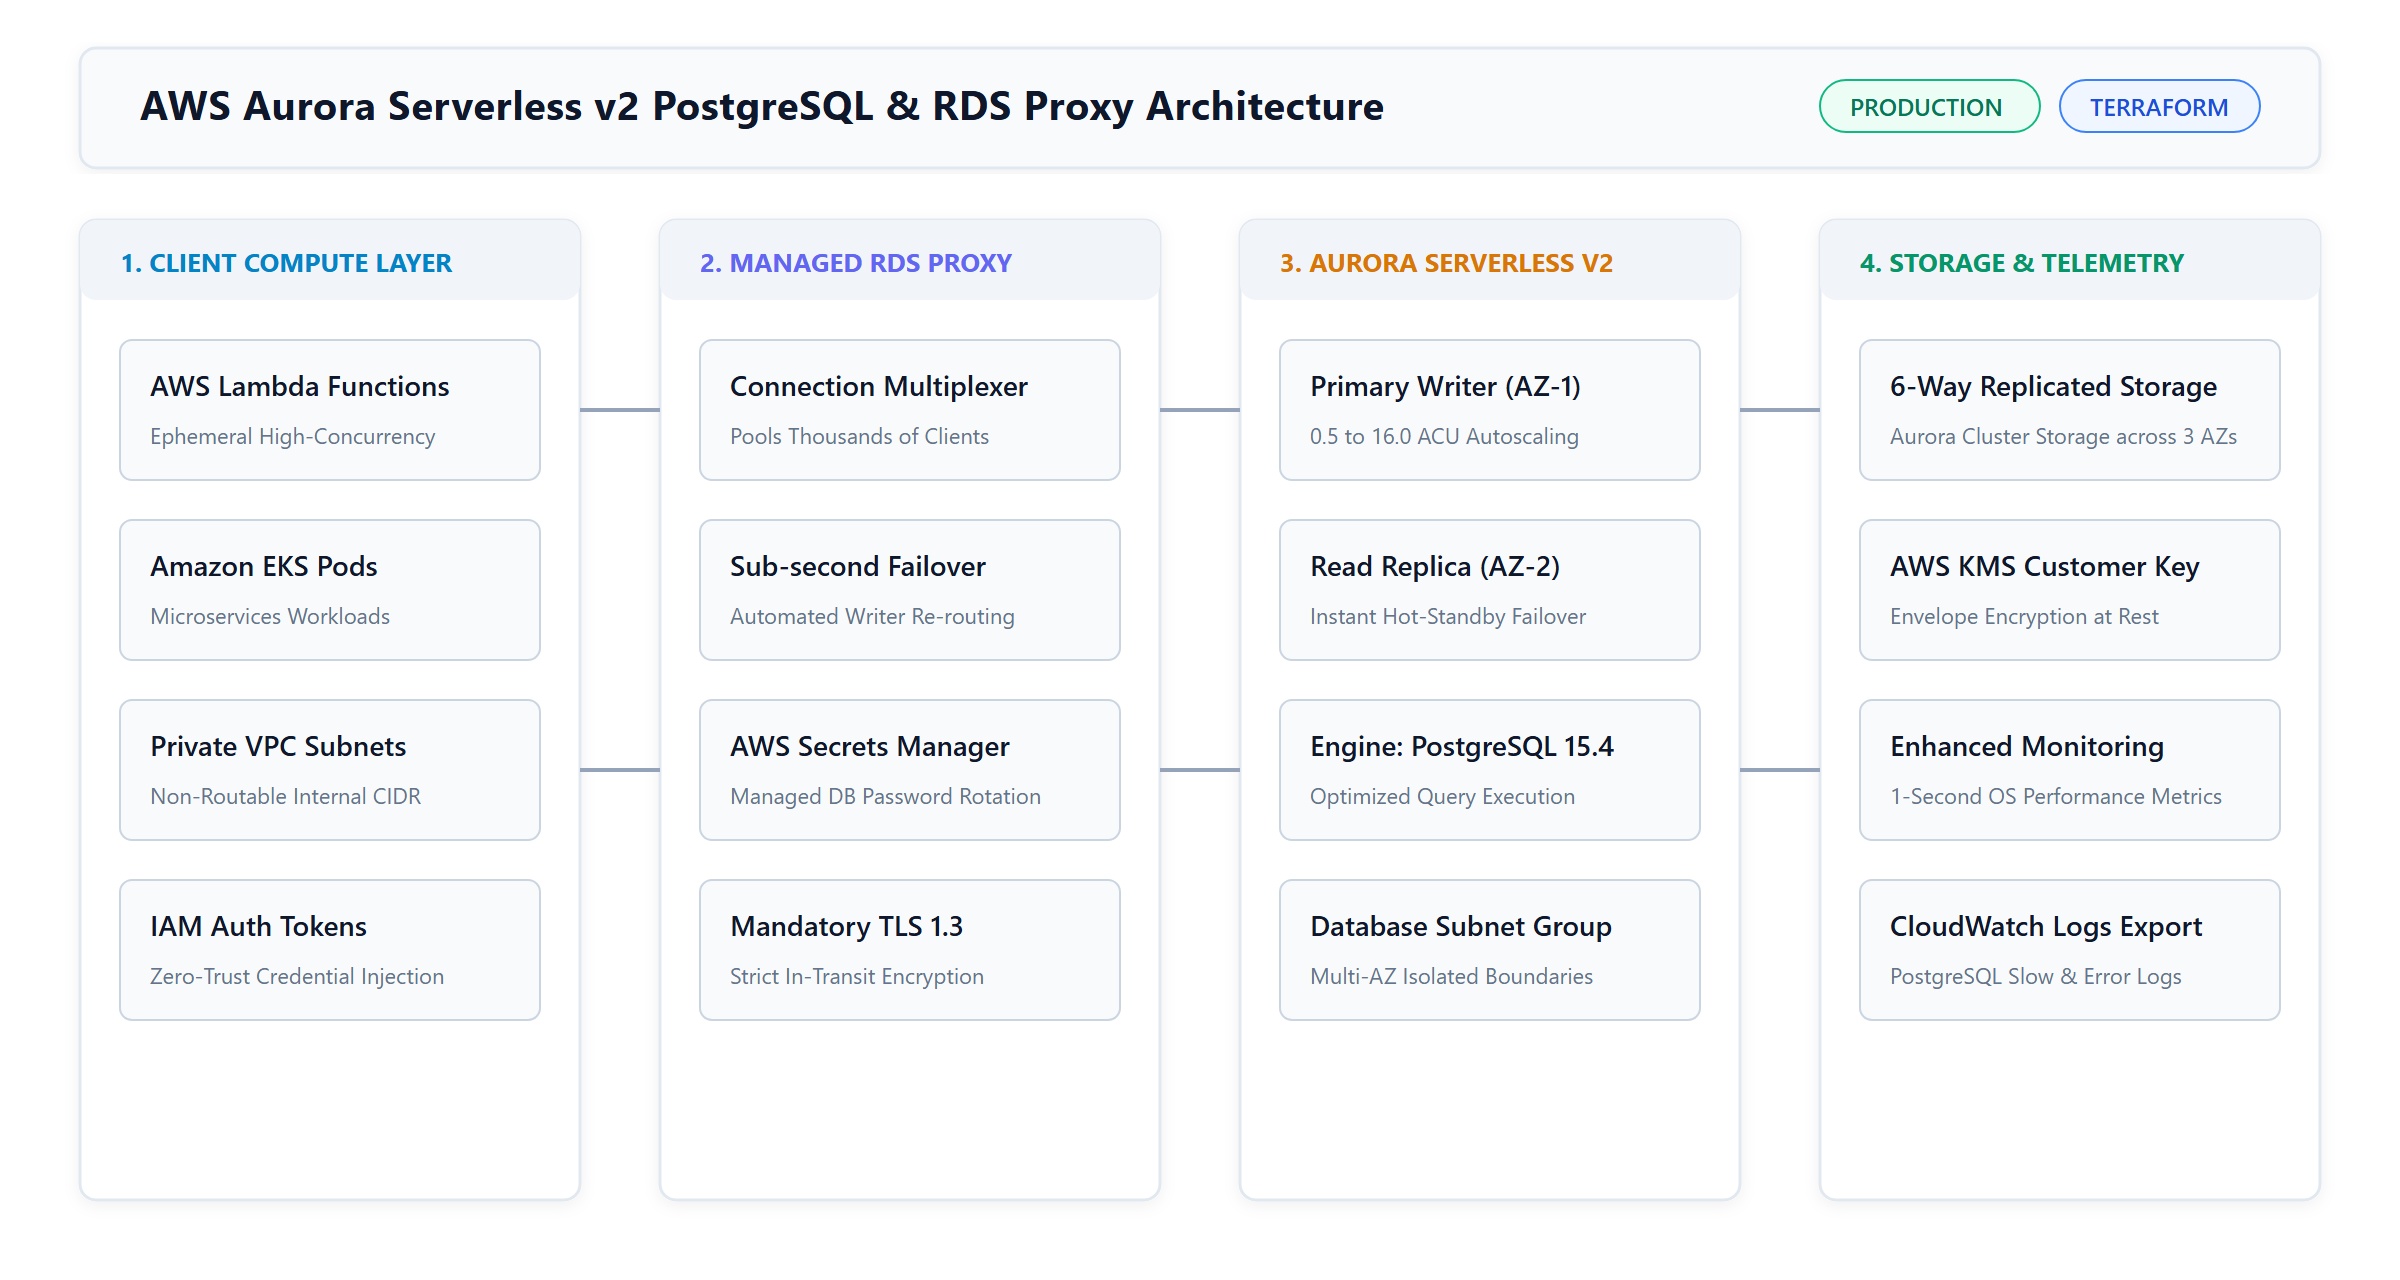 AWS Aurora Serverless v2 PostgreSQL & RDS Proxy Architecture
PRODUCTION
TERRAFORM
1. CLIENT COMPUTE LAYER
AWS Lambda Functions
Ephemeral High-Concurrency
Amazon EKS Pods
Microservices Workloads
Private VPC Subnets
Non-Routable Internal CIDR
IAM Auth Tokens
Zero-Trust Credential Injection
2. MANAGED RDS PROXY
Connection Multiplexer
Pools Thousands of Clients
Sub-second Failover
Automated Writer Re-routing
AWS Secrets Manager
Managed DB Password Rotation
Mandatory TLS 1.3
Strict In-Transit Encryption
3. AURORA SERVERLESS V2
Primary Writer (AZ-1)
0.5 to 16.0 ACU Autoscaling
Read Replica (AZ-2)
Instant Hot-Standby Failover
Engine: PostgreSQL 15.4
Optimized Query Execution
Database Subnet Group
Multi-AZ Isolated Boundaries
4. STORAGE & TELEMETRY
6-Way Replicated Storage
Aurora Cluster Storage across 3 AZs
AWS KMS Customer Key
Envelope Encryption at Rest
Enhanced Monitoring
1-Second OS Performance Metrics
CloudWatch Logs Export
PostgreSQL Slow & Error Logs